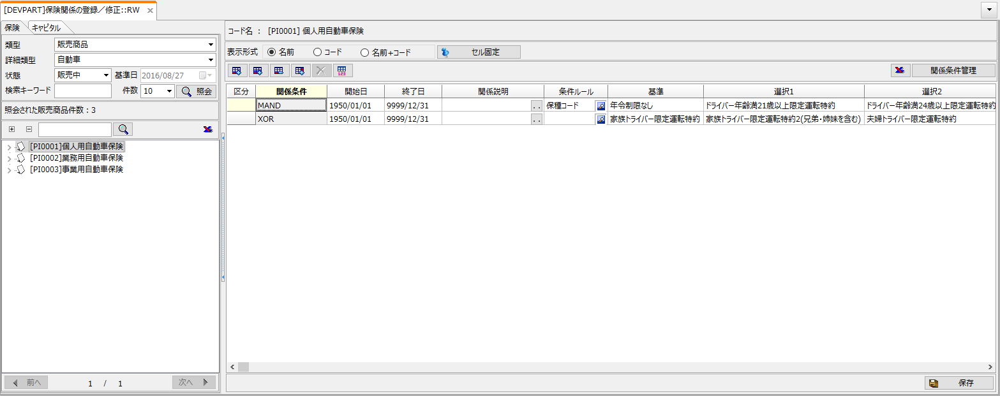 [DEVPART]保険関係の登録／修正::RW
保険 キャピタル
類型 販売商品
詳細類型 自動車
状態 販売中 基準日 2016/08/27
検索キーワード 件数 10 照会
照会された販売商品件数 : 3
[PI0001]個人用自動車保険
[PI0002]業務用自動車保険
[PI0003]事業用自動車保険
前へ 1 / 1 次へ
コード名 : [PI0001] 個人用自動車保険
表示形式 名前 コード 名前+コード セル固定
123 関係条件管理
区分 関係条件 開始日 終了日 関係説明 条件ルール 基準 選択1 選択2
MAND 1950/01/01 9999/12/31 .. 保種コード 年令制限なし ドライバー年齢満21歳以上限定運転特約 ドライバー年齢満24歳以上限定運転特約
XOR 1950/01/01 9999/12/31 .. 家族トライバー限定運転特約 家族トライバー限定運転特約2(兄弟・姉妹を含む) 夫婦トライバー限定運転特約
保存